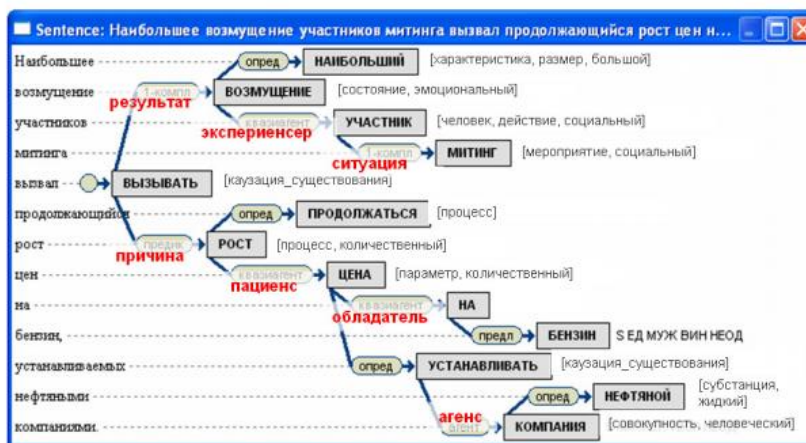 Sentence: Наибольшее возмущение участников митинга вызвал продолжающийся рост цен н...
Наибольшее опред НАИБОЛЬШИЙ [характеристика, размер, большой]
возмущение 1-компл ВОЗМУЩЕНИЕ [состояние, эмоциональный]
результат
участников квазиагент УЧАСТНИК [человек, действие, социальный]
экспериенсер
митинга 1-компл МИТИНГ [мероприятие, социальный]
ситуация
вызвал ВЫЗЫВАТЬ [каузация_существования]
продолжающийся опред ПРОДОЛЖАТЬСЯ [процесс]
рост предик РОСТ [процесс, количественный]
причина
цен квазиагент ЦЕНА [параметр, количественный]
пациенс
на квазиагент НА
обладатель
бензин, предл БЕНЗИН S ЕД МУЖ ВИН НЕОД
устанавливаемых опред УСТАНАВЛИВАТЬ [каузация_существования]
нефтяными опред НЕФТЯНОЙ [субстанция, жидкий]
агенс
компаниями. агент КОМПАНИЯ [совокупность, человеческий]